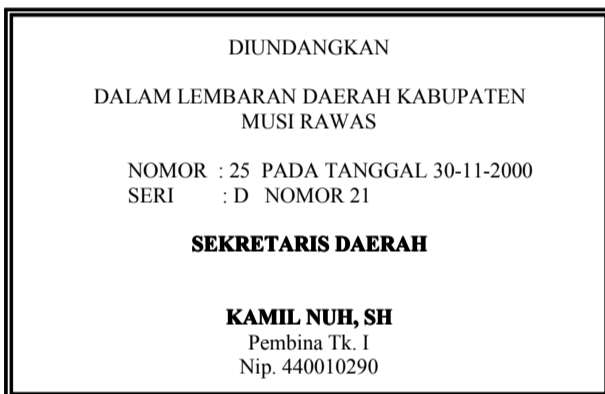 DIUNDANGKAN
DALAM LEMBARAN DAERAH KABUPATEN
MUSI RAWAS
NOMOR : 25 PADA TANGGAL 30-11-2000
SERI : D NOMOR 21
SEKRETARIS DAERAH
KAMIL NUH, SH
Pembina Tk. I
Nip. 440010290